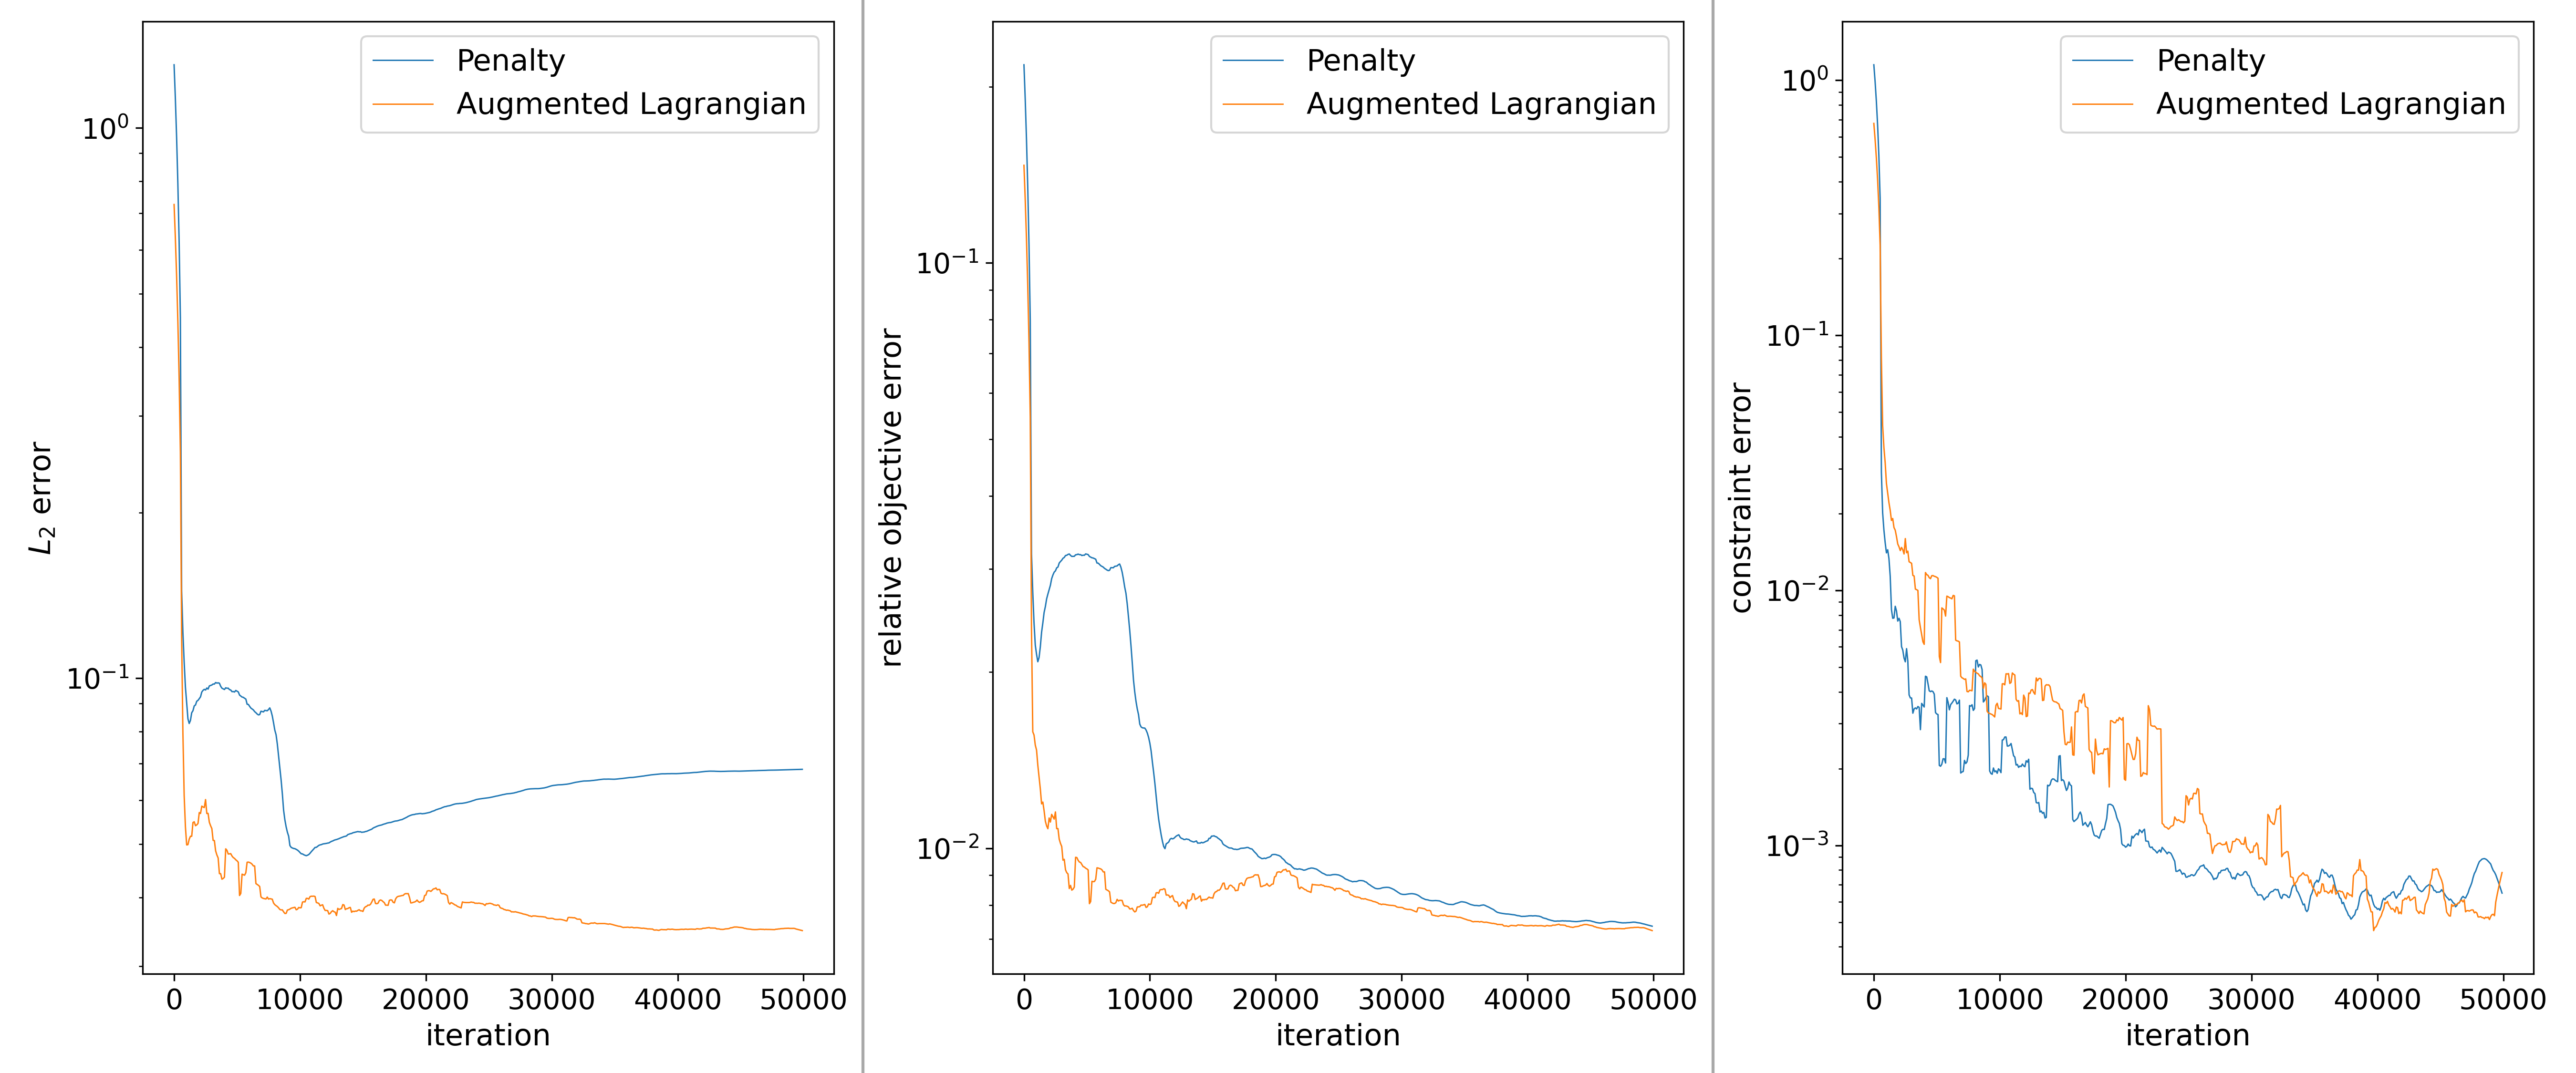 Penalty
Augmented Lagrangian
10⁰
10⁻¹
L₂ error
0 10000 20000 30000 40000 50000
iteration
Penalty
Augmented Lagrangian
10⁻¹
10⁻²
relative objective error
0 10000 20000 30000 40000 50000
iteration
Penalty
Augmented Lagrangian
10⁰
10⁻¹
10⁻²
10⁻³
constraint error
0 10000 20000 30000 40000 50000
iteration